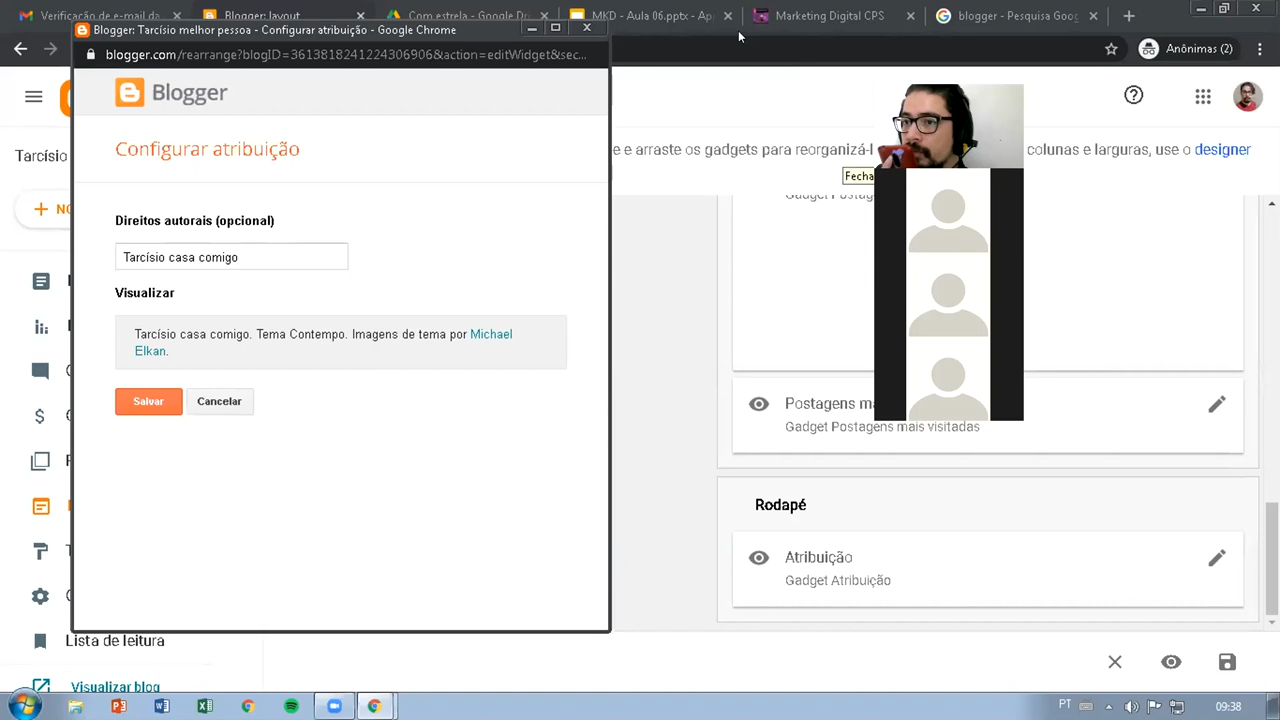 Verificação de e-mail da
Blogger: layout
Com estrela - Google D
MKD - Aula 06.pptx - Ap
Marketing Digital CPS
blogger - Pesquisa Goog
Blogger: Tarcísio melhor pessoa - Configurar atribuição - Google Chrome
blogger.com/rearrange?blogID=3613818241224306906&action=editWidget&sec...
Anônimas (2)
Blogger
Tarcísio
Configurar atribuição
e e arraste os gadgets para reorganizá-l
colunas e larguras, use o designer
Fecha
Gadget Postagens
Direitos autorais (opcional)
Tarcísio casa comigo
Visualizar
Tarcísio casa comigo. Tema Contempo. Imagens de tema por Michael
Elkan.
Salvar
Cancelar
Postagens m
Gadget Postagens mais visitadas
Rodapé
Atribuição
Gadget Atribuição
Lista de leitura
Visualizar blog
PT
09:38